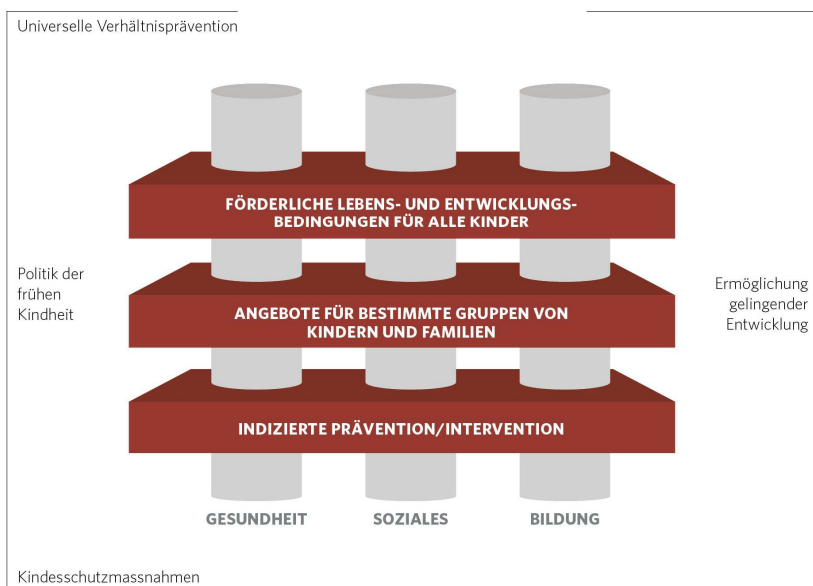 Universelle Verhältnisprävention
FÖRDERLICHE LEBENS- UND ENTWICKLUNGS-
BEDINGUNGEN FÜR ALLE KINDER
Politik der
frühen
Kindheit
ANGEBOTE FÜR BESTIMMTE GRUPPEN VON
KINDERN UND FAMILIEN
Ermöglichung
gelingender
Entwicklung
INDIZIERTE PRÄVENTION/INTERVENTION
GESUNDHEIT
SOZIALES
BILDUNG
Kindesschutzmassnahmen